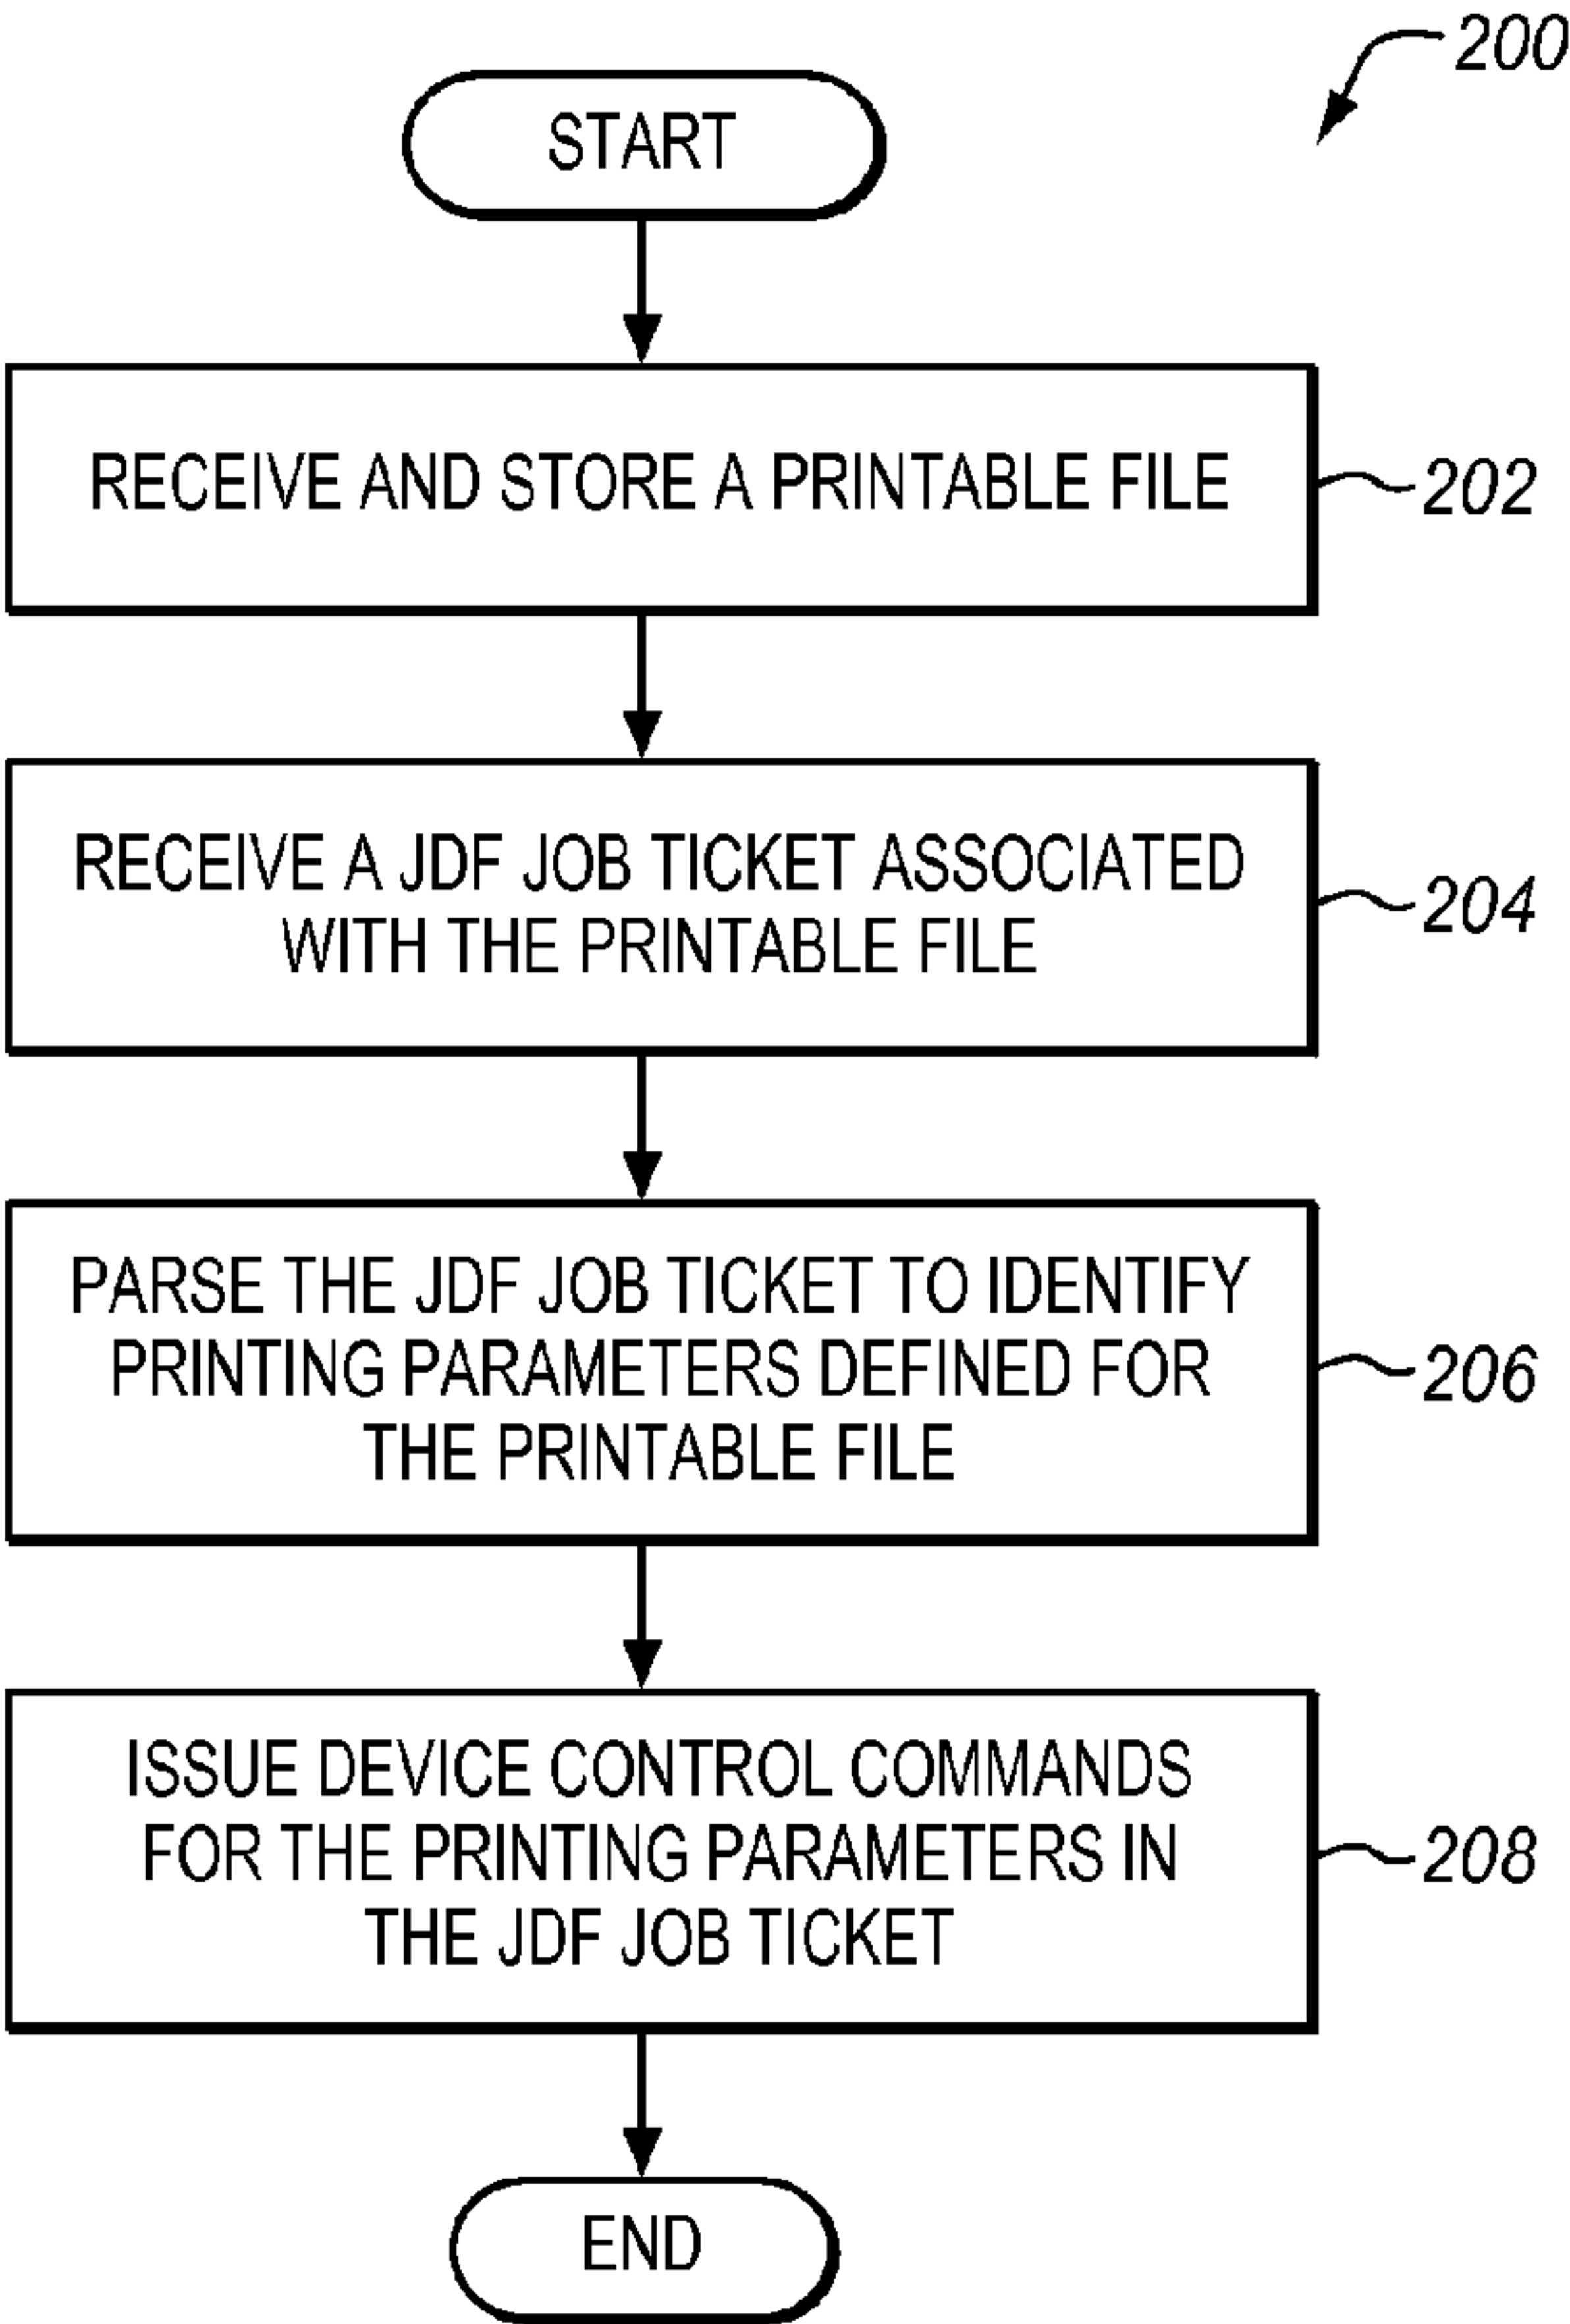 200
START
RECEIVE AND STORE A PRINTABLE FILE
202
RECEIVE A JDF JOB TICKET ASSOCIATED
WITH THE PRINTABLE FILE
204
PARSE THE JDF JOB TICKET TO IDENTIFY
PRINTING PARAMETERS DEFINED FOR
THE PRINTABLE FILE
206
ISSUE DEVICE CONTROL COMMANDS
FOR THE PRINTING PARAMETERS IN
THE JDF JOB TICKET
208
END